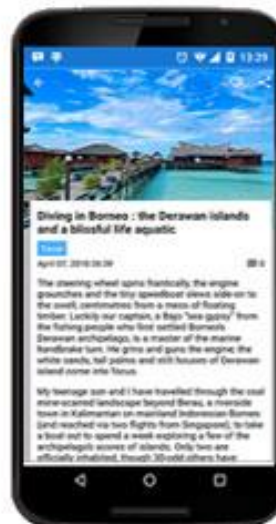 13:29
Diving in Borneo : the Derawan islands
and a blissful life aquatic
Travel
April 07, 2016 06:09
0
The steering wheel spins frantically, the engine
graunches and the tiny speedboat slews side-on to
the swell, centimetres from a mess of floating
timber. Luckily our captain, a Bajo "sea gypsy" from
the fishing people who first settled Borneo's
Derawan archipelago, is a master of the marine
handbrake turn. He grins and guns the engine; the
white sands, tall palms and stilt houses of Derawan
island come into focus.
My teenage son and I have travelled through the coal
mine-scarred landscape beyond Berau, a riverside
town in Kalimantan on mainland Indonesian Borneo
(and reached via two flights from Singapore), to take
a boat out to spend a week exploring a few of the
archipelago's scores of islands. Only two are
officially inhabited, though 30-odd others have